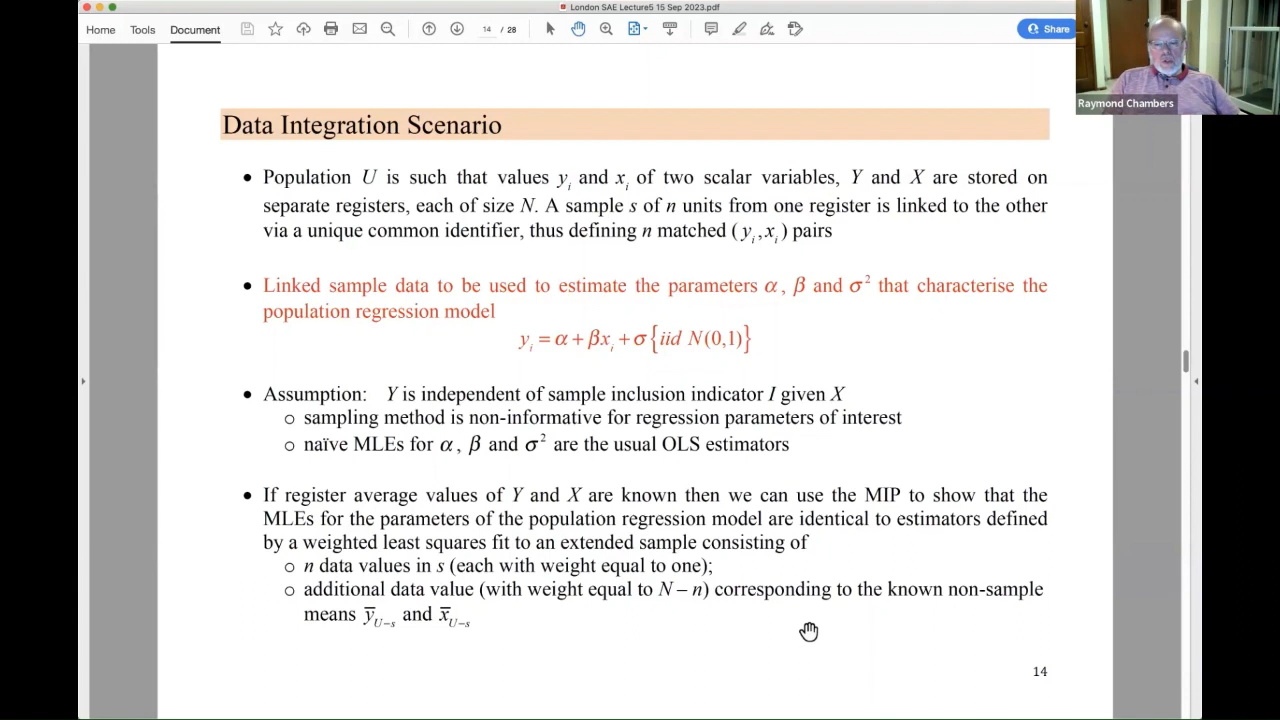 London SAE Lecture5 15 Sep 2023.pdf
Home Tools Document 14 / 28 Share
Raymond Chambers
Data Integration Scenario
• Population U is such that values y_i and x_i of two scalar variables, Y and X are stored on
separate registers, each of size N. A sample s of n units from one register is linked to the other
via a unique common identifier, thus defining n matched (y_i, x_i) pairs
• Linked sample data to be used to estimate the parameters α, β and σ² that characterise the
population regression model
y_i = α + βx_i + σ{iid N(0,1)}
• Assumption: Y is independent of sample inclusion indicator I given X
o sampling method is non-informative for regression parameters of interest
o naïve MLEs for α, β and σ² are the usual OLS estimators
• If register average values of Y and X are known then we can use the MIP to show that the
MLEs for the parameters of the population regression model are identical to estimators defined
by a weighted least squares fit to an extended sample consisting of
o n data values in s (each with weight equal to one);
o additional data value (with weight equal to N – n) corresponding to the known non-sample
means ȳ_{U–s} and x̄_{U–s}
14